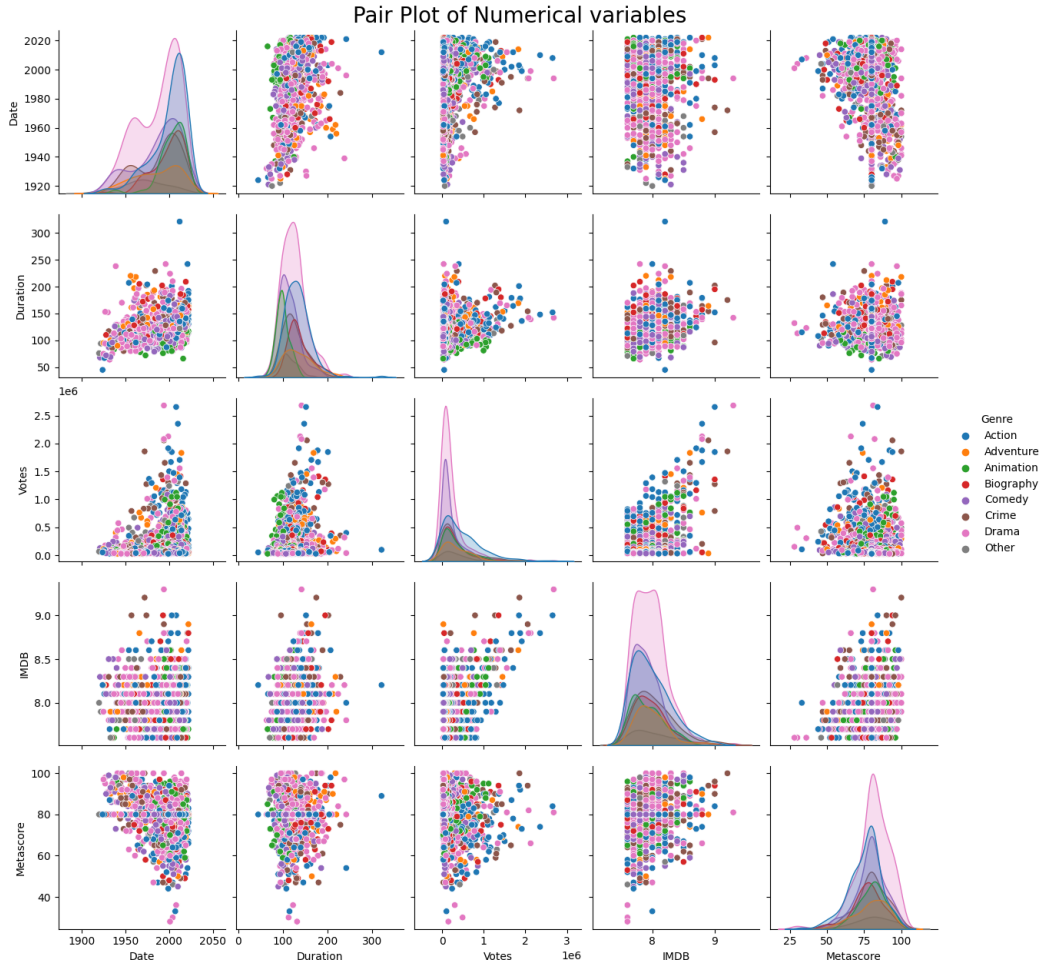 Pair Plot of Numerical variables
2020
2000
1980
1960
1940
1920
Date
300
250
200
150
100
50
Duration
1e6
2.5
2.0
1.5
1.0
0.5
0.0
Votes
Genre
Action
Adventure
Animation
Biography
Comedy
Crime
Drama
Other
9.0
8.5
8.0
IMDB
100
80
60
40
Metascore
1900 1950 2000 2050
0 100 200 300
0 1 2 3
8 9
25 50 75 100
1e6
Date Duration Votes IMDB Metascore